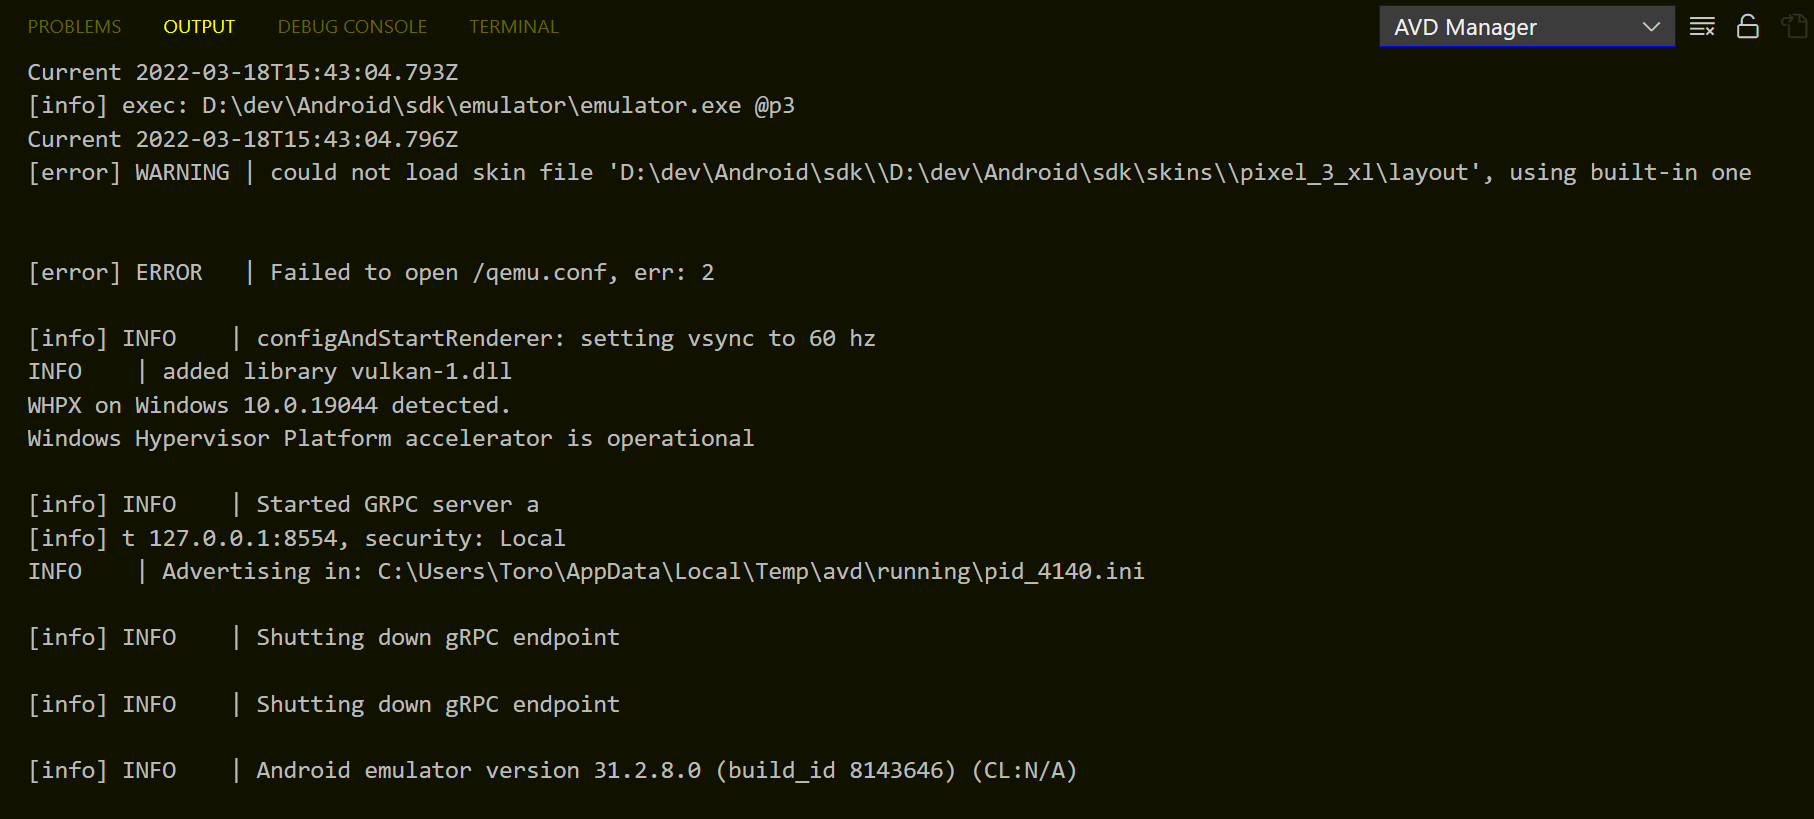 PROBLEMS OUTPUT DEBUG CONSOLE TERMINAL AVD Manager
Current 2022-03-18T15:43:04.793Z
[info] exec: D:\dev\Android\sdk\emulator\emulator.exe @p3
Current 2022-03-18T15:43:04.796Z
[error] WARNING | could not load skin file 'D:\dev\Android\sdk\\D:\dev\Android\sdk\skins\\pixel_3_xl\layout', using built-in one
[error] ERROR   | Failed to open /qemu.conf, err: 2
[info] INFO    | configAndStartRenderer: setting vsync to 60 hz
INFO    | added library vulkan-1.dll
WHPX on Windows 10.0.19044 detected.
Windows Hypervisor Platform accelerator is operational
[info] INFO    | Started GRPC server a
[info] t 127.0.0.1:8554, security: Local
INFO    | Advertising in: C:\Users\Toro\AppData\Local\Temp\avd\running\pid_4140.ini
[info] INFO    | Shutting down gRPC endpoint
[info] INFO    | Shutting down gRPC endpoint
[info] INFO    | Android emulator version 31.2.8.0 (build_id 8143646) (CL:N/A)